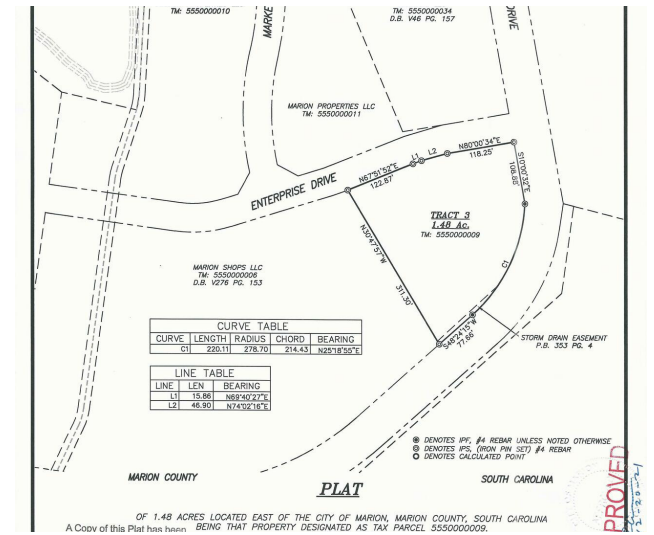 TM: 5550000010
MARKE
TM: 5550000034
D.B. V46 PG. 157
DRIVE
MARION PROPERTIES LLC
TM: 5550000011
ENTERPRISE DRIVE
N67°51'52"E
122.87'
L1
L2
N80°00'34"E
118.25'
S10°00'32"E
108.88'
TRACT 3
1.48 Ac.
TM: 5550000009
N30°47'57"W
311.30'
C1
S48°24'15"W
77.66'
STORM DRAIN EASEMENT
P.B. 353 PG. 4
MARION SHOPS LLC
TM: 5550000006
D.B. V276 PG. 153
CURVE TABLE
CURVE LENGTH RADIUS CHORD BEARING
C1 220.11 278.70 214.43 N25°18'55"E
LINE TABLE
LINE LEN BEARING
L1 15.86 N69°40'27"E
L2 46.90 N74°02'16"E
DENOTES IPF, #4 REBAR UNLESS NOTED OTHERWISE
DENOTES IPS, (IRON PIN SET) #4 REBAR
DENOTES CALCULATED POINT
MARION COUNTY
PLAT
SOUTH CAROLINA
PROVED
OF 1.48 ACRES LOCATED EAST OF THE CITY OF MARION, MARION COUNTY, SOUTH CAROLINA
A Copy of this Plat has been BEING THAT PROPERTY DESIGNATED AS TAX PARCEL 5550000009.